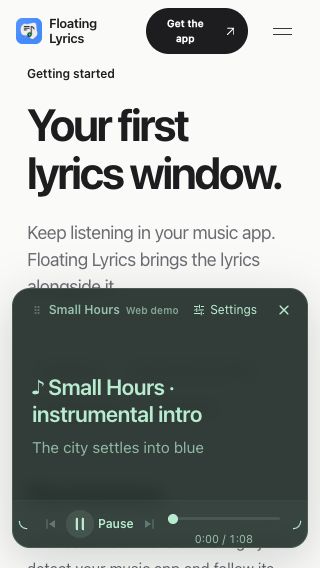 Floating
Lyrics
Get the
app
Getting started
Your first
lyrics window.
Keep listening in your music app.
Floating Lyrics brings the lyrics
alongside it.
Small Hours Web demo Settings
♪ Small Hours ·
instrumental intro
The city settles into blue
Pause
0:00 / 1:08
detect your music app and follow its